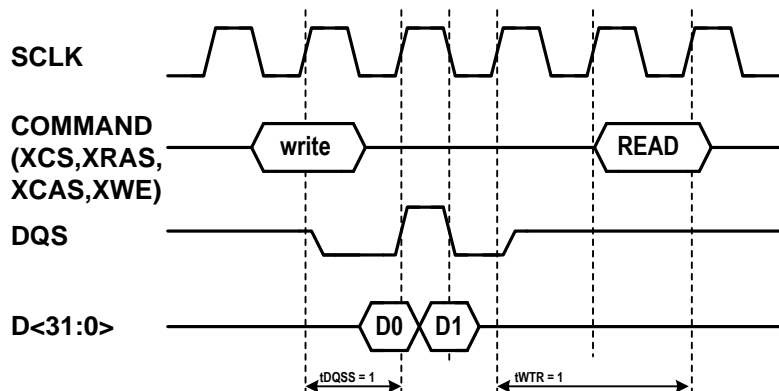 SCLK
COMMAND
(XCS,XRAS,
XCAS,XWE)
write
READ
DQS
D<31:0>
D0
D1
tDQSS = 1
tWTR = 1